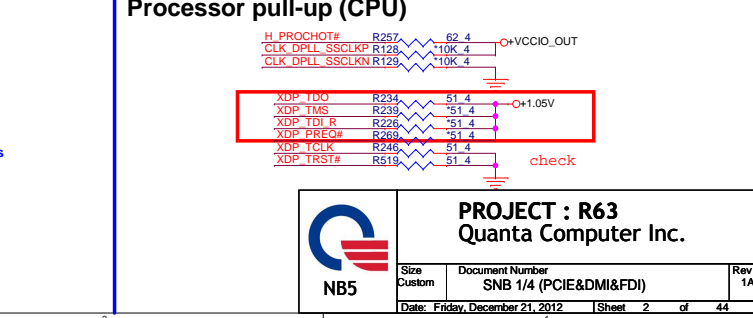 Processor pull-up (CPU)
H_PROCHOT# R257 62_4 +VCCIO_OUT
CLK_DPLL_SSCLKP R128 *10K_4
CLK_DPLL_SSCLKN R129 *10K_4
XDP_TDO R234 51_4 +1.05V
XDP_TMS R239 *51_4
XDP_TDI_R R226 *51_4
XDP_PREQ# R269 *51_4
XDP_TCLK R246 51_4
XDP_TRST# R519 51_4 check
s
PROJECT : R63
Quanta Computer Inc.
NB5
Size Document Number Rev
Custom SNB 1/4 (PCIE&DMI&FDI) 1A
Date: Friday, December 21, 2012 Sheet 2 of 44